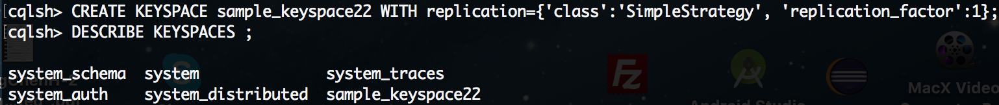 [cqlsh> CREATE KEYSPACE sample_keyspace22 WITH replication={'class':'SimpleStrategy', 'replication_factor':1};
[cqlsh> DESCRIBE KEYSPACES ;
system_schema system system_traces
system_auth system_distributed sample_keyspace22
Fz
MacX Video
Android Studio